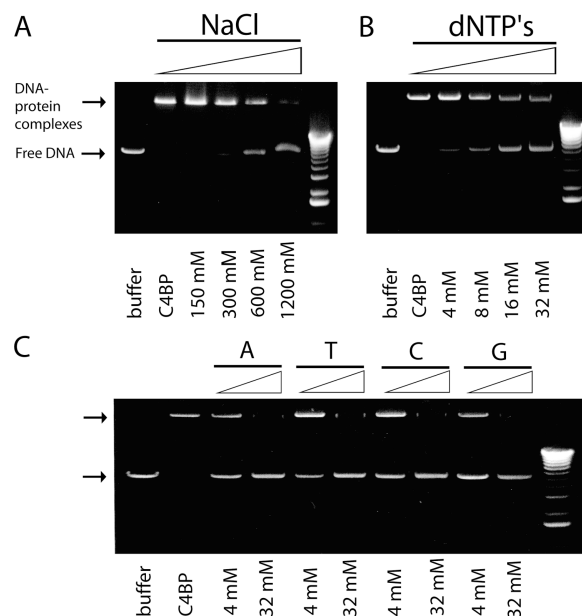 A
NaCl
B
dNTP's
DNA-
protein
complexes
Free DNA
buffer
C4BP
150 mM
300 mM
600 mM
1200 mM
buffer
C4BP
4 mM
8 mM
16 mM
32 mM
C
A
T
C
G
buffer
C4BP
4 mM
32 mM
4 mM
32 mM
4 mM
32 mM
4 mM
32 mM